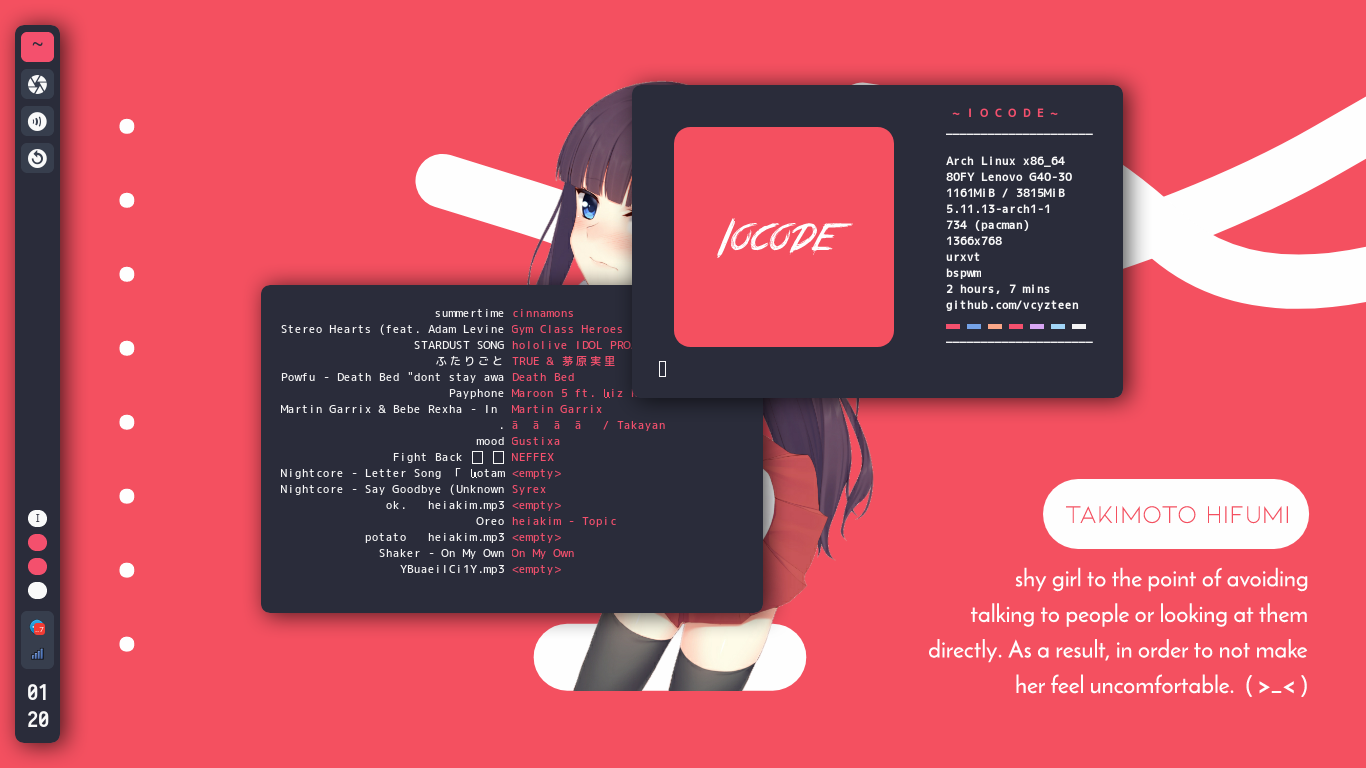 ~
~ I O C O D E ~
Arch Linux x86_64
80FY Lenovo G40-30
1161MiB / 3815MiB
5.11.13-arch1-1
734 (pacman)
1366x768
urxvt
bspwm
2 hours, 7 mins
github.com/vcyzteen
IOCODE
summertime cinnamons
Stereo Hearts (feat. Adam Levine Gym Class Heroes
STARDUST SONG hololive IDOL PRO
ふたりごと TRUE & 茅原実里
Powfu - Death Bed "dont stay awa Death Bed
Payphone Maroon 5 ft.
Martin Garrix & Bebe Rexha - In Martin Garrix
. ã ã ã ã / Takayan
mood Gustixa
Fight Back NEFFEX
Nightcore - Letter Song 「 <empty>
Nightcore - Say Goodbye (Unknown Syrex
ok. heiakim.mp3 <empty>
Oreo heiakim - Topic
potato heiakim.mp3 <empty>
Shaker - On My Own On My Own
YBuaeilCi1Y.mp3 <empty>
TAKIMOTO HIFUMI
shy girl to the point of avoiding
talking to people or looking at them
directly. As a result, in order to not make
her feel uncomfortable. ( >_< )
I
01
20